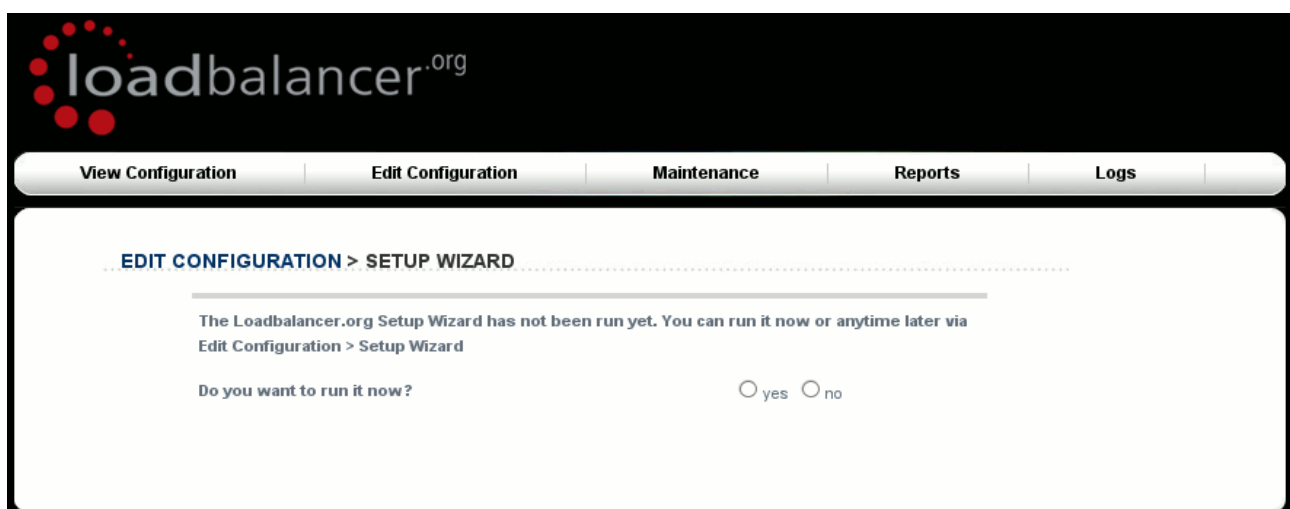 loadbalancer.org
View Configuration Edit Configuration Maintenance Reports Logs
EDIT CONFIGURATION > SETUP WIZARD
The Loadbalancer.org Setup Wizard has not been run yet. You can run it now or anytime later via
Edit Configuration > Setup Wizard
Do you want to run it now? yes no